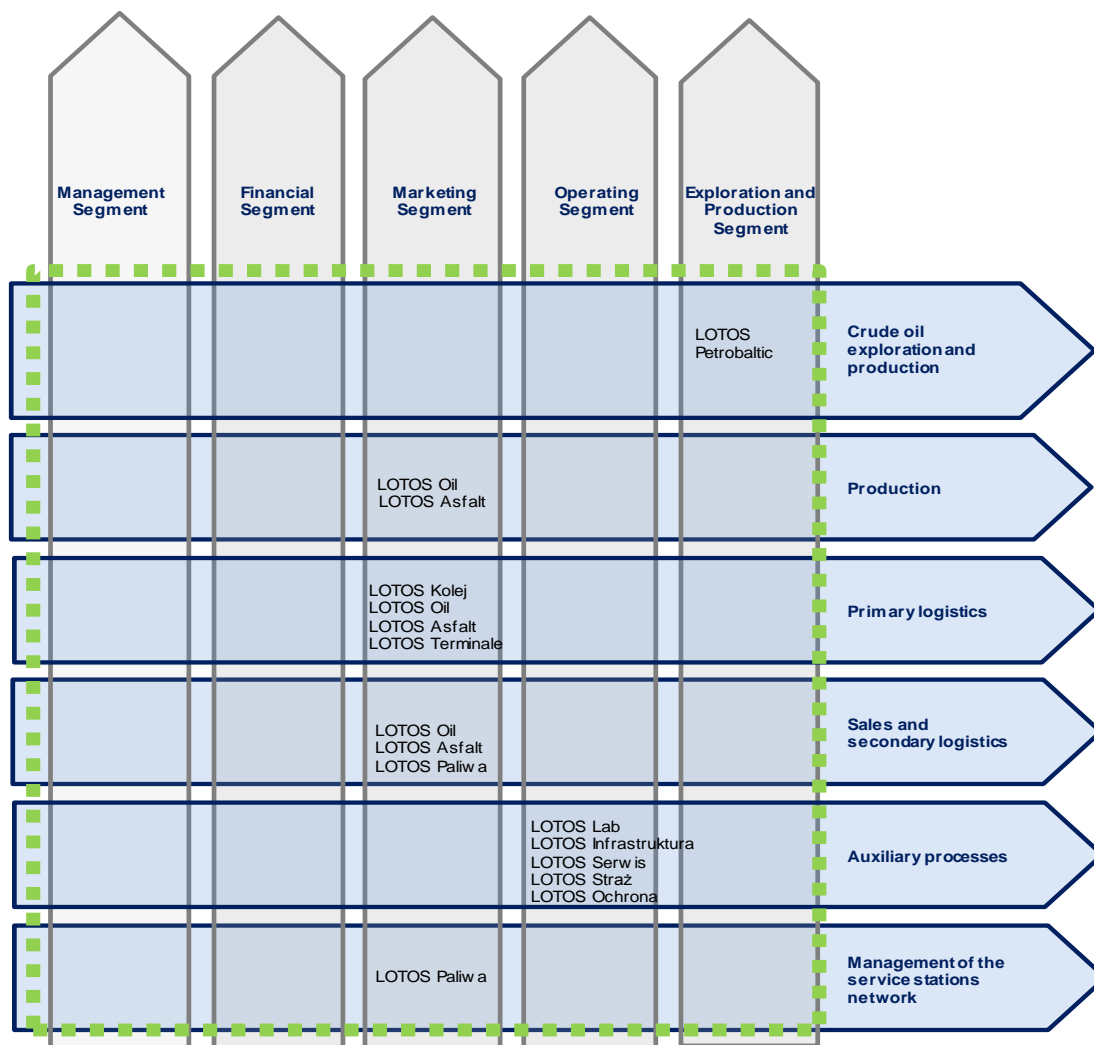 Management
Segment
Financial
Segment
Marketing
Segment
Operating
Segment
Exploration and
Production
Segment
LOTOS
Petrobaltic
Crude oil
exploration and
production
LOTOS Oil
LOTOS Asfalt
Production
LOTOS Kolej
LOTOS Oil
LOTOS Asfalt
LOTOS Terminale
Primary logistics
LOTOS Oil
LOTOS Asfalt
LOTOS Paliwa
Sales and
secondary logistics
LOTOS Lab
LOTOS Infrastruktura
LOTOS Serwis
LOTOS Straż
LOTOS Ochrona
Auxiliary processes
LOTOS Paliwa
Management of the
service stations
network